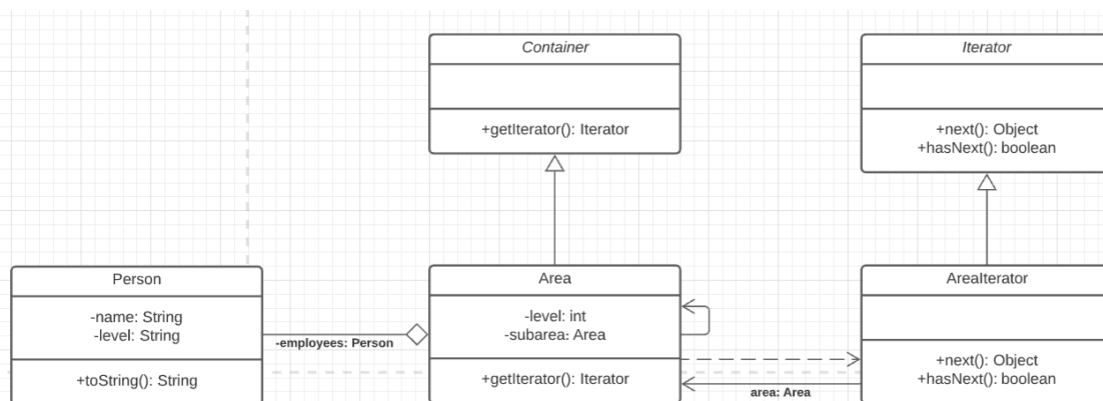 Container
+getIterator(): Iterator
Iterator
+next(): Object
+hasNext(): boolean
Person
-name: String
-level: String
+toString(): String
-employees: Person
Area
-level: int
-subarea: Area
+getIterator(): Iterator
area: Area
AreaIterator
+next(): Object
+hasNext(): boolean